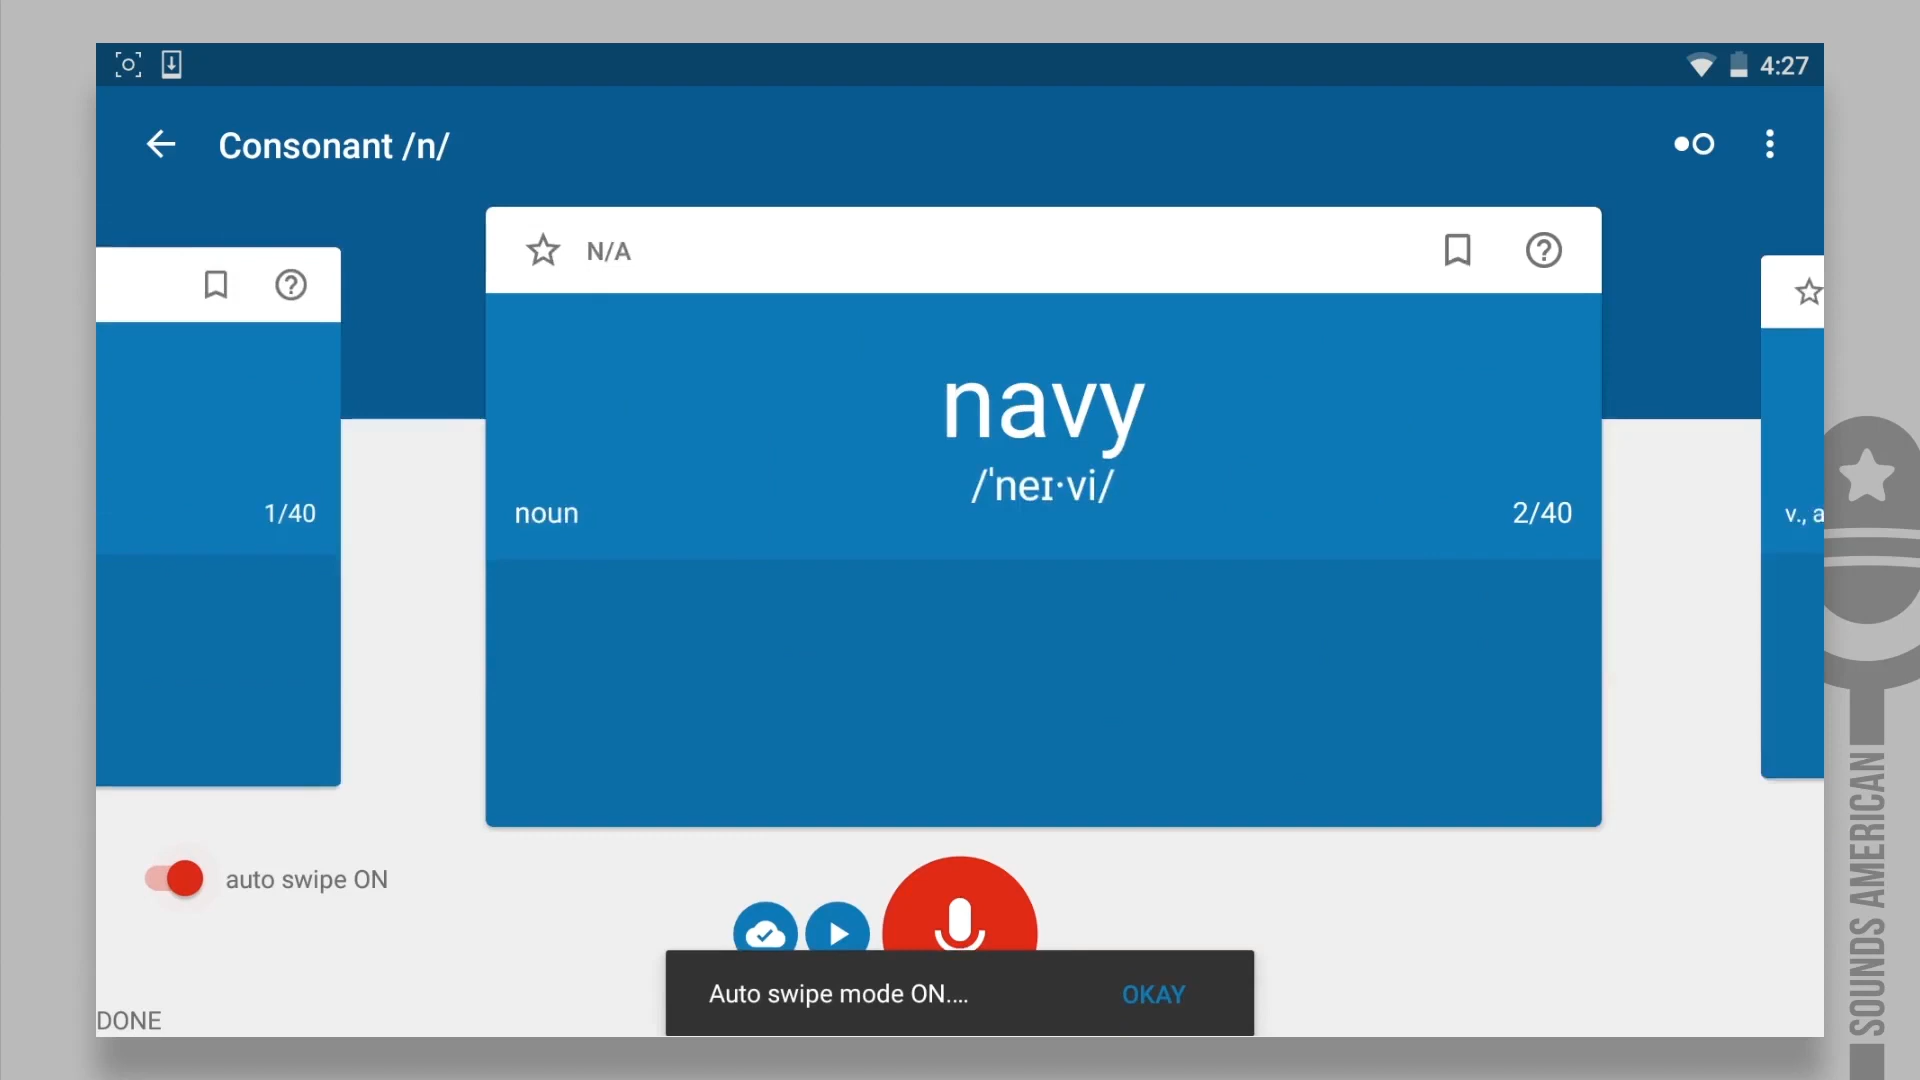 4:27
Consonant /n/
N/A
navy
/ˈneɪ·vi/
noun
2/40
1/40
v., a
auto swipe ON
Auto swipe mode ON.... OKAY
DONE
SOUNDS AMERICAN